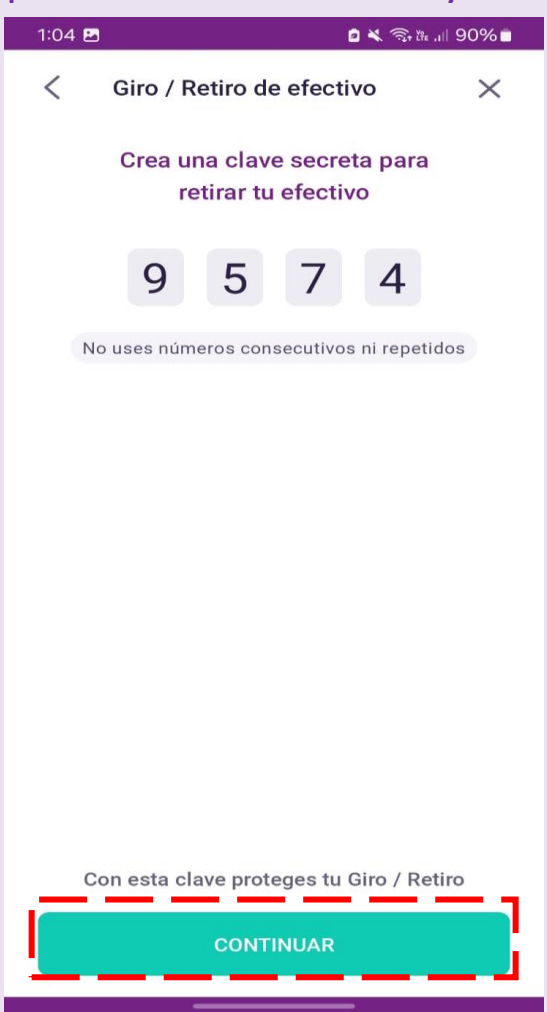 1:04
90%
Giro / Retiro de efectivo
Crea una clave secreta para
retirar tu efectivo
9 5 7 4
No uses números consecutivos ni repetidos
Con esta clave proteges tu Giro / Retiro
CONTINUAR